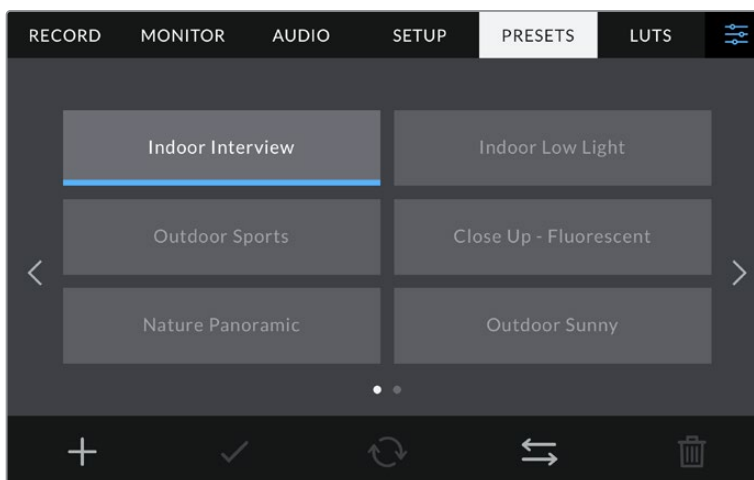 RECORD MONITOR AUDIO SETUP PRESETS LUTS
Indoor Interview Indoor Low Light
Outdoor Sports Close Up - Fluorescent
Nature Panoramic Outdoor Sunny